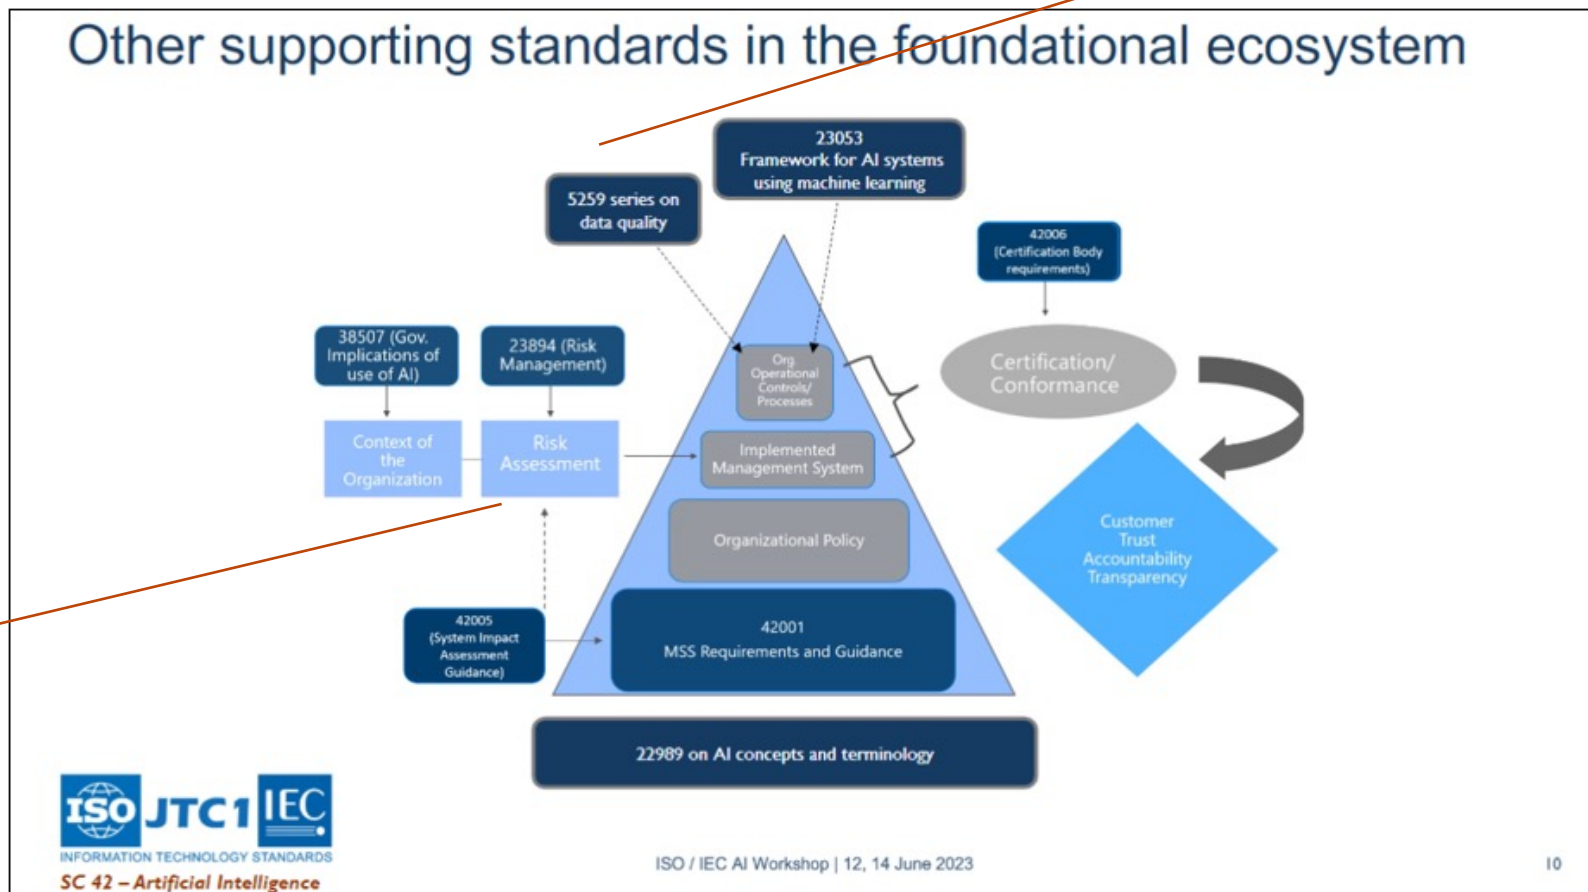 Other supporting standards in the foundational ecosystem
23053
Framework for AI systems
using machine learning
5259 series on
data quality
42006
(Certification Body
requirements)
38507 (Gov.
Implications of
use of AI)
23894 (Risk
Management)
Org
Operational
Controls/
Processes
Certification/
Conformance
Context of
the
Organization
Risk
Assessment
Implemented
Management System
Organizational Policy
Customer
Trust
Accountability
Transparency
42005
(System Impact
Assessment
Guidance)
42001
MSS Requirements and Guidance
22989 on AI concepts and terminology
ISO JTC1 IEC
INFORMATION TECHNOLOGY STANDARDS
SC 42 – Artificial Intelligence
ISO / IEC AI Workshop | 12, 14 June 2023
10